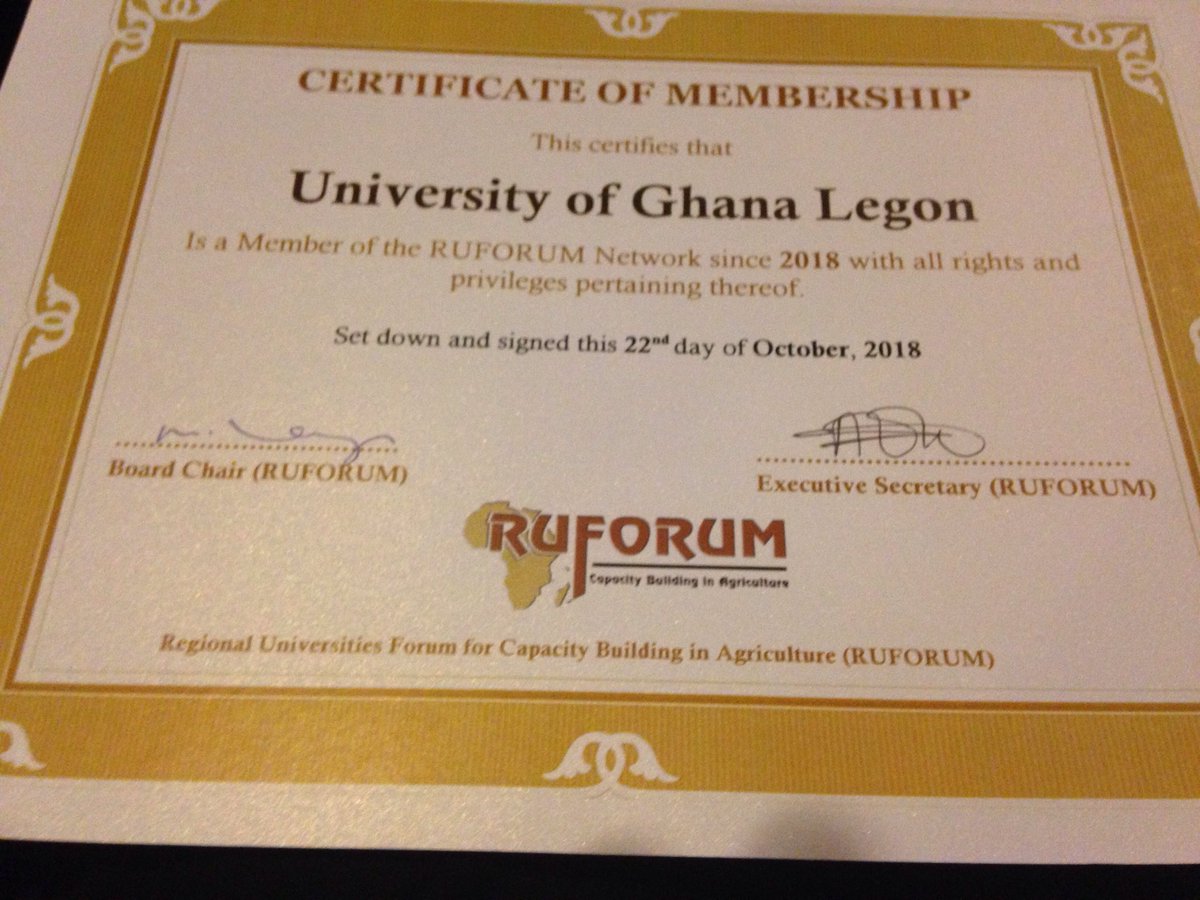 CERTIFICATE OF MEMBERSHIP
This certifies that
University of Ghana Legon
Is a Member of the RUFORUM Network since 2018 with all rights and
privileges pertaining thereof.
Set down and signed this 22nd day of October, 2018
Board Chair (RUFORUM)
Executive Secretary (RUFORUM)
RUFORUM
Capacity Building in Agriculture
Regional Universities Forum for Capacity Building in Agriculture (RUFORUM)